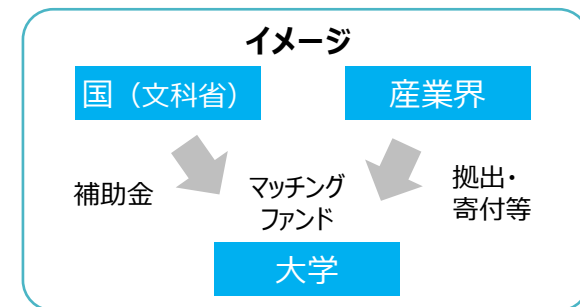 イメージ
国（文科省）
産業界
補助金
マッチング
ファンド
拠出・
寄付等
大学